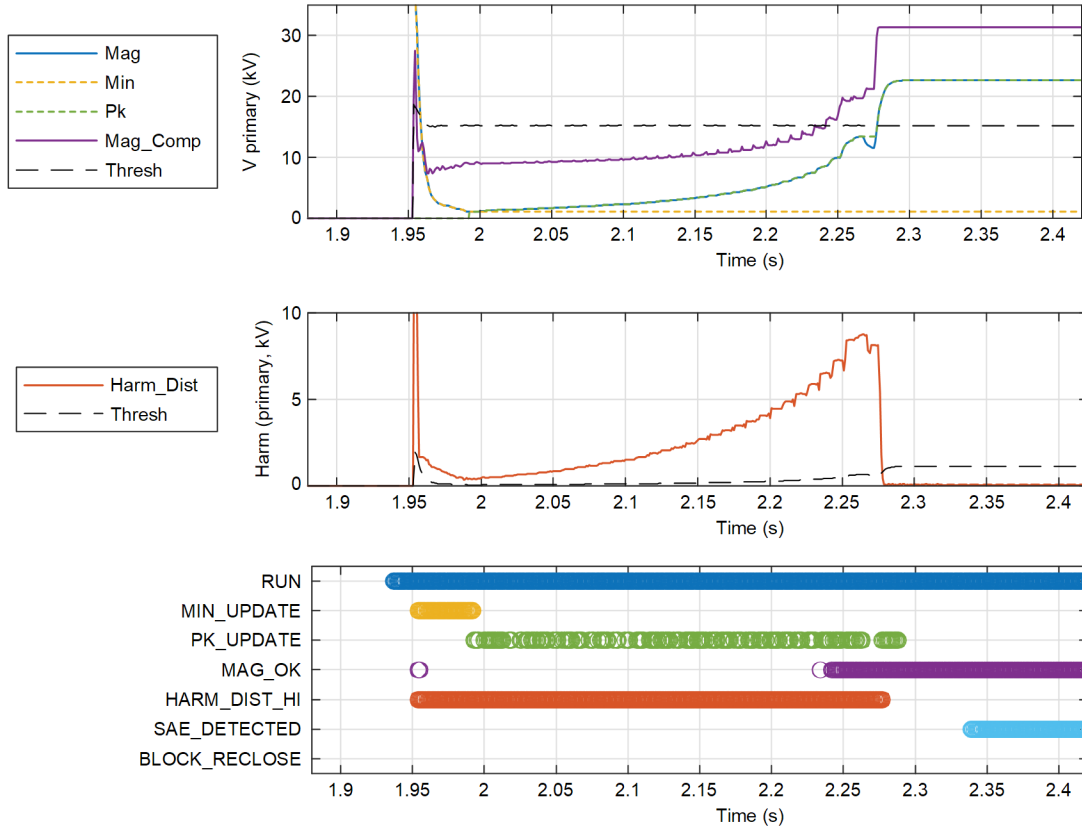 Mag
Min
Pk
Mag_Comp
Thresh
V primary (kV)
30
20
10
0
1.9 1.95 2 2.05 2.1 2.15 2.2 2.25 2.3 2.35 2.4
Time (s)
Harm_Dist
Thresh
Harm (primary, kV)
10
5
0
1.9 1.95 2 2.05 2.1 2.15 2.2 2.25 2.3 2.35 2.4
Time (s)
RUN
MIN_UPDATE
PK_UPDATE
MAG_OK
HARM_DIST_HI
SAE_DETECTED
BLOCK_RECLOSE
1.9 1.95 2 2.05 2.1 2.15 2.2 2.25 2.3 2.35 2.4
Time (s)